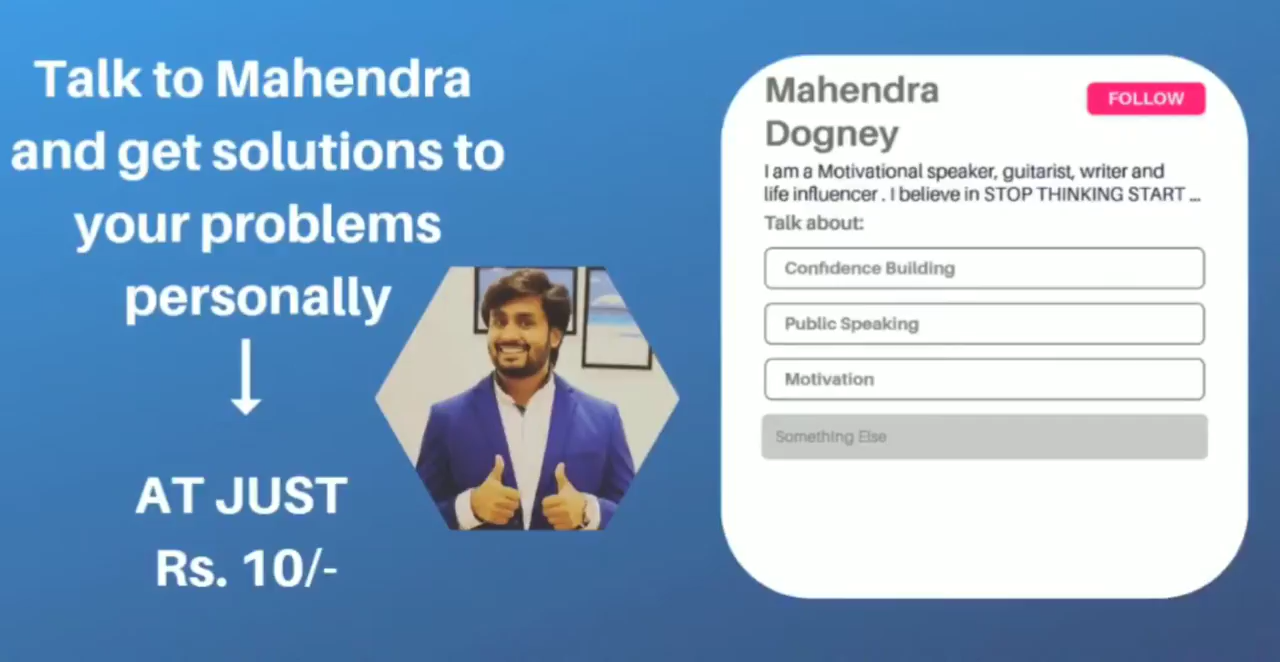 Talk to Mahendra
and get solutions to
your problems
personally
AT JUST
Rs. 10/-
Mahendra
Dogney
FOLLOW
I am a Motivational speaker, guitarist, writer and
life influencer . I believe in STOP THINKING START ...
Talk about:
Confidence Building
Public Speaking
Motivation
Something Else